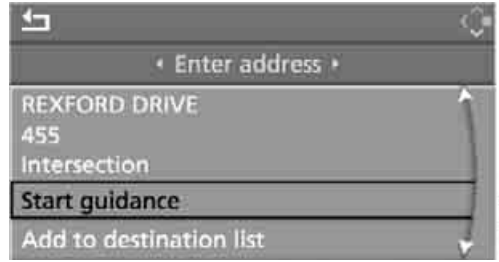 Enter address
REXFORD DRIVE
455
Intersection
Start guidance
Add to destination list